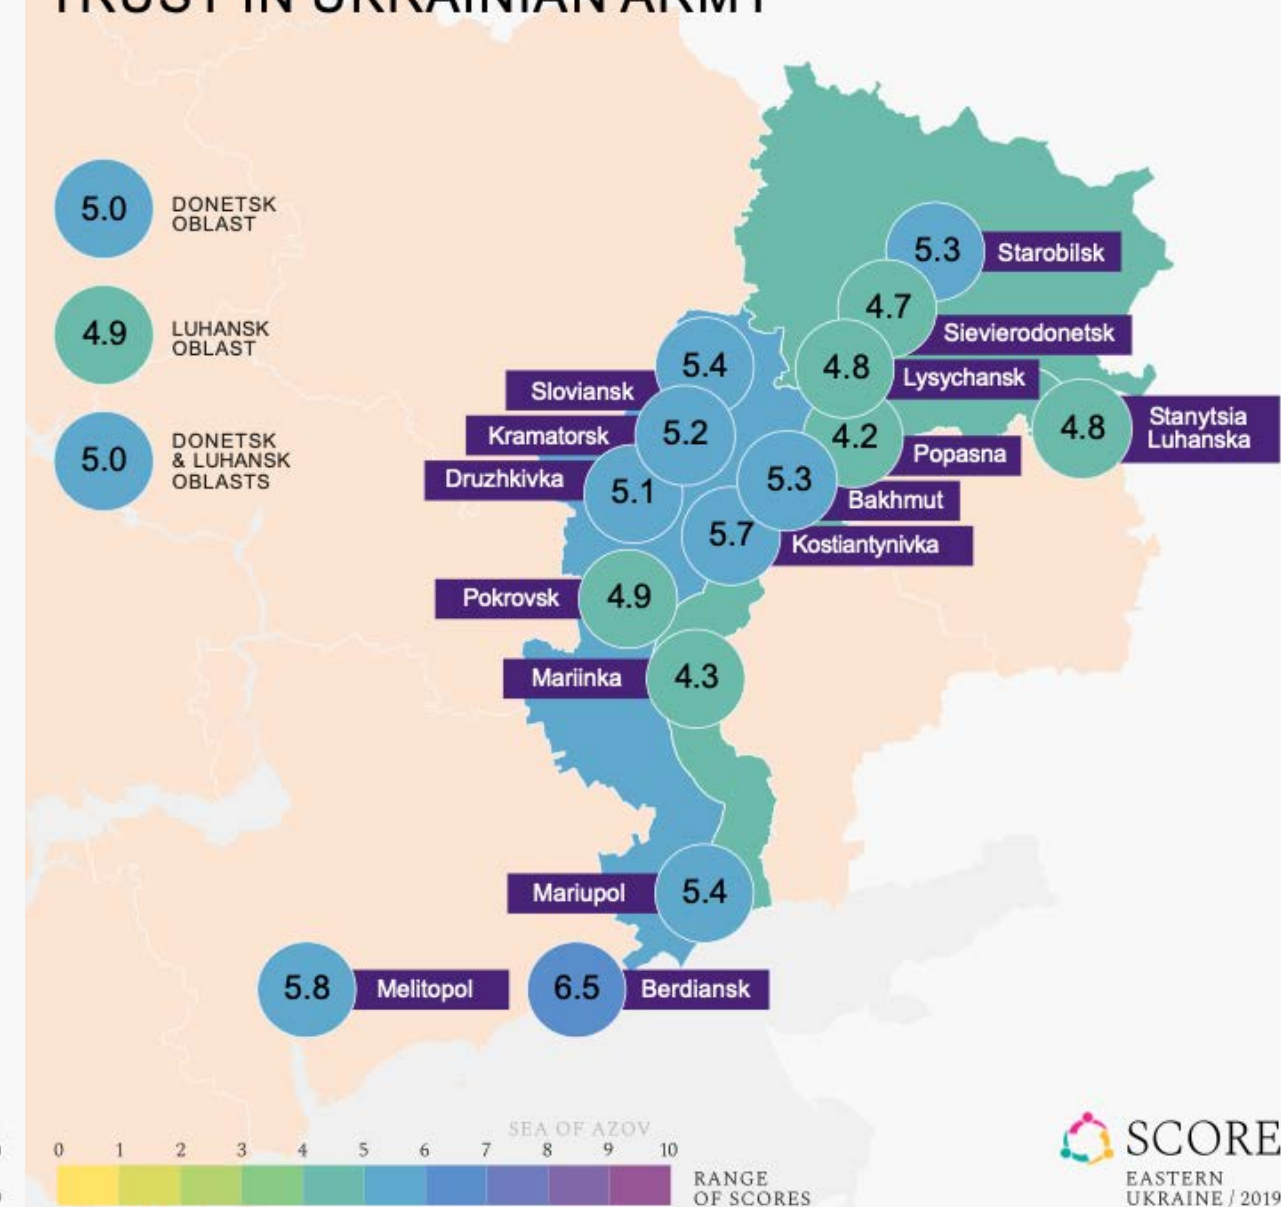 TRUST IN UKRAINIAN ARMY
5.0
DONETSK
OBLAST
4.9
LUHANSK
OBLAST
5.0
DONETSK
& LUHANSK
OBLASTS
5.3
Starobilsk
4.7
Sievierodonetsk
4.8
Lysychansk
4.8
Stanytsia
Luhanska
4.2
Popasna
5.4
Sloviansk
5.2
Kramatorsk
5.1
Druzhkivka
5.3
Bakhmut
5.7
Kostiantynivka
Pokrovsk
4.9
Mariinka
4.3
Mariupol
5.4
5.8
Melitopol
6.5
Berdiansk
SEA OF AZOV
0 1 2 3 4 5 6 7 8 9 10
RANGE
OF SCORES
SCORE
EASTERN
UKRAINE / 2019